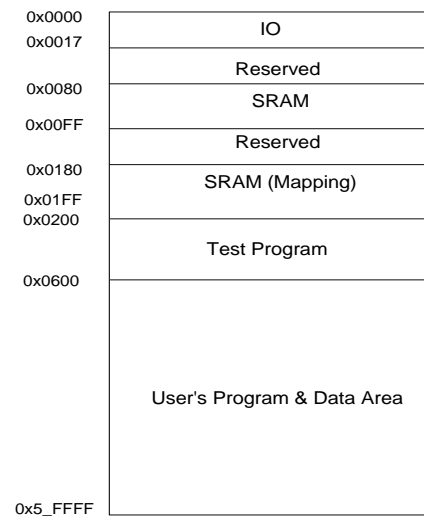 0x0000
IO
0x0017
Reserved
0x0080
SRAM
0x00FF
Reserved
0x0180
SRAM (Mapping)
0x01FF
0x0200
Test Program
0x0600
User's Program & Data Area
0x5_FFFF